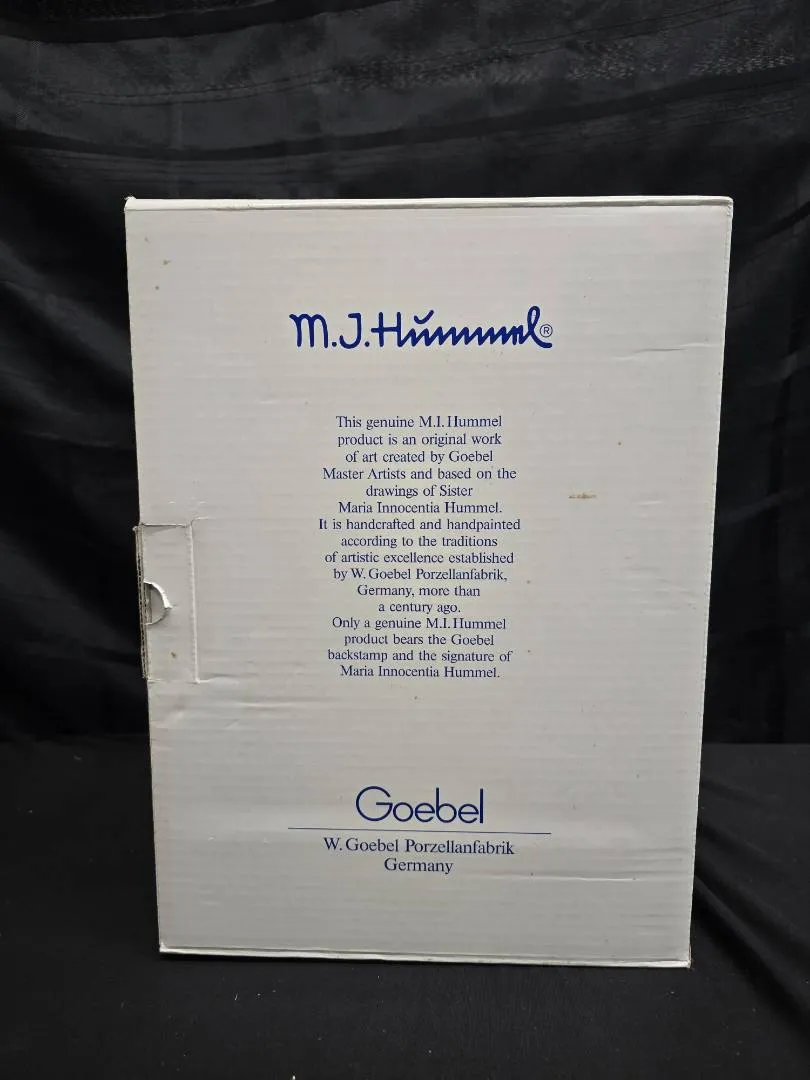 M.J.Hummel®
This genuine M.I. Hummel
product is an original work
of art created by Goebel
Master Artists and based on the
drawings of Sister
Maria Innocentia Hummel.
It is handcrafted and handpainted
according to the traditions
of artistic excellence established
by W. Goebel Porzellanfabrik,
Germany, more than
a century ago.
Only a genuine M.I. Hummel
product bears the Goebel
backstamp and the signature of
Maria Innocentia Hummel.
Goebel
W. Goebel Porzellanfabrik
Germany